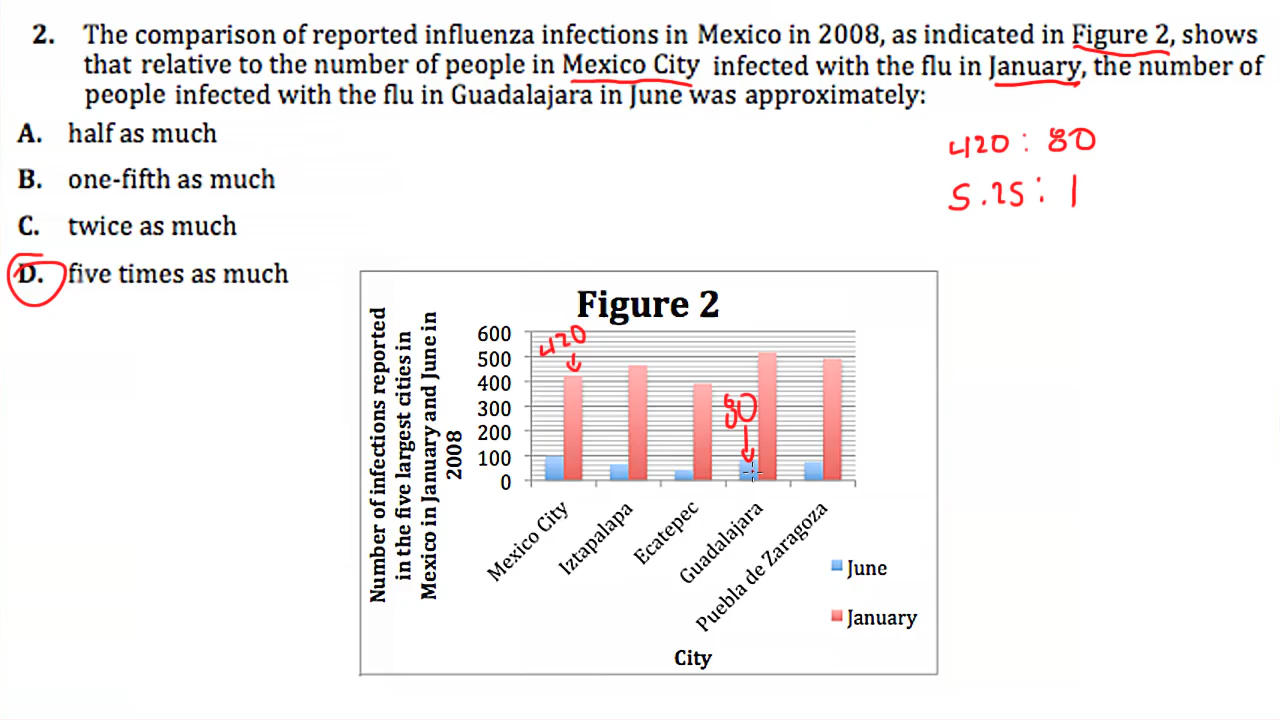 2. The comparison of reported influenza infections in Mexico in 2008, as indicated in Figure 2, shows
that relative to the number of people in Mexico City infected with the flu in January, the number of
people infected with the flu in Guadalajara in June was approximately:
A. half as much
B. one-fifth as much
C. twice as much
D. five times as much
420 : 80
5.25 : 1
Figure 2
Number of infections reported
in the five largest cities in
Mexico in January and June in
2008
600
500
400
300
200
100
0
420
80
Mexico City
Iztapalapa
Ecatepec
Guadalajara
Puebla de Zaragoza
June
January
City